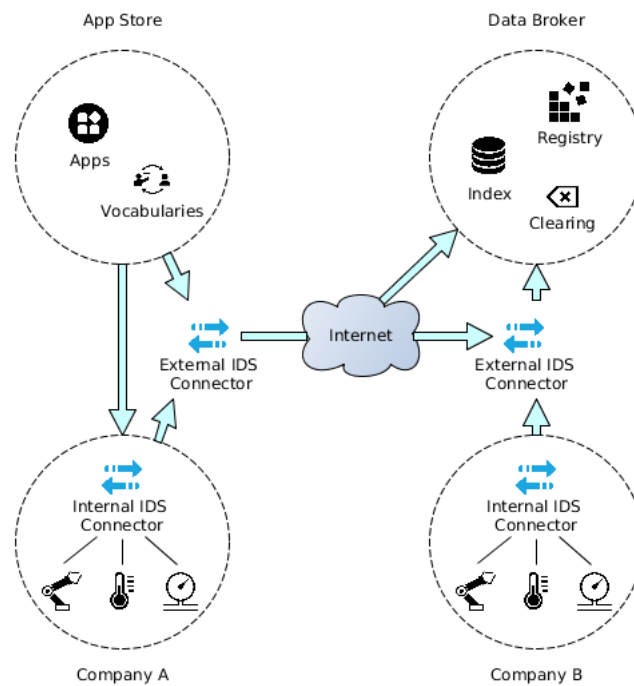 App Store
Data Broker
Apps
Vocabularies
Registry
Index
Clearing
External IDS
Connector
Internet
External IDS
Connector
Internal IDS
Connector
Internal IDS
Connector
Company A
Company B